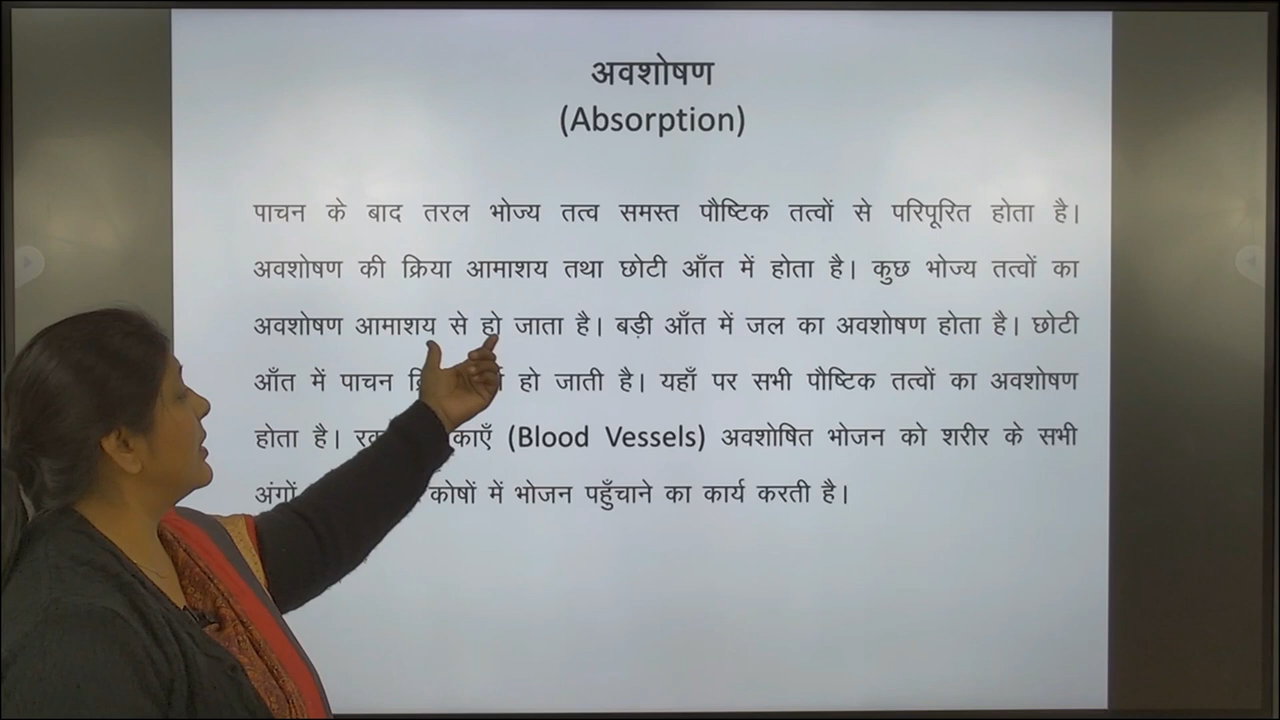 अवशोषण
(Absorption)
पाचन के बाद तरल भोज्य तत्व समस्त पौष्टिक तत्वों से परिपूरित होता है।
अवशोषण की क्रिया आमाशय तथा छोटी आँत में होता है। कुछ भोज्य तत्वों का
अवशोषण आमाशय से हो जाता है। बड़ी आँत में जल का अवशोषण होता है। छोटी
आँत में पाचन हो जाती है। यहाँ पर सभी पौष्टिक तत्वों का अवशोषण
होता है। (Blood Vessels) अवशोषित भोजन को शरीर के सभी
अंगों कोषों में भोजन पहुँचाने का कार्य करती है।